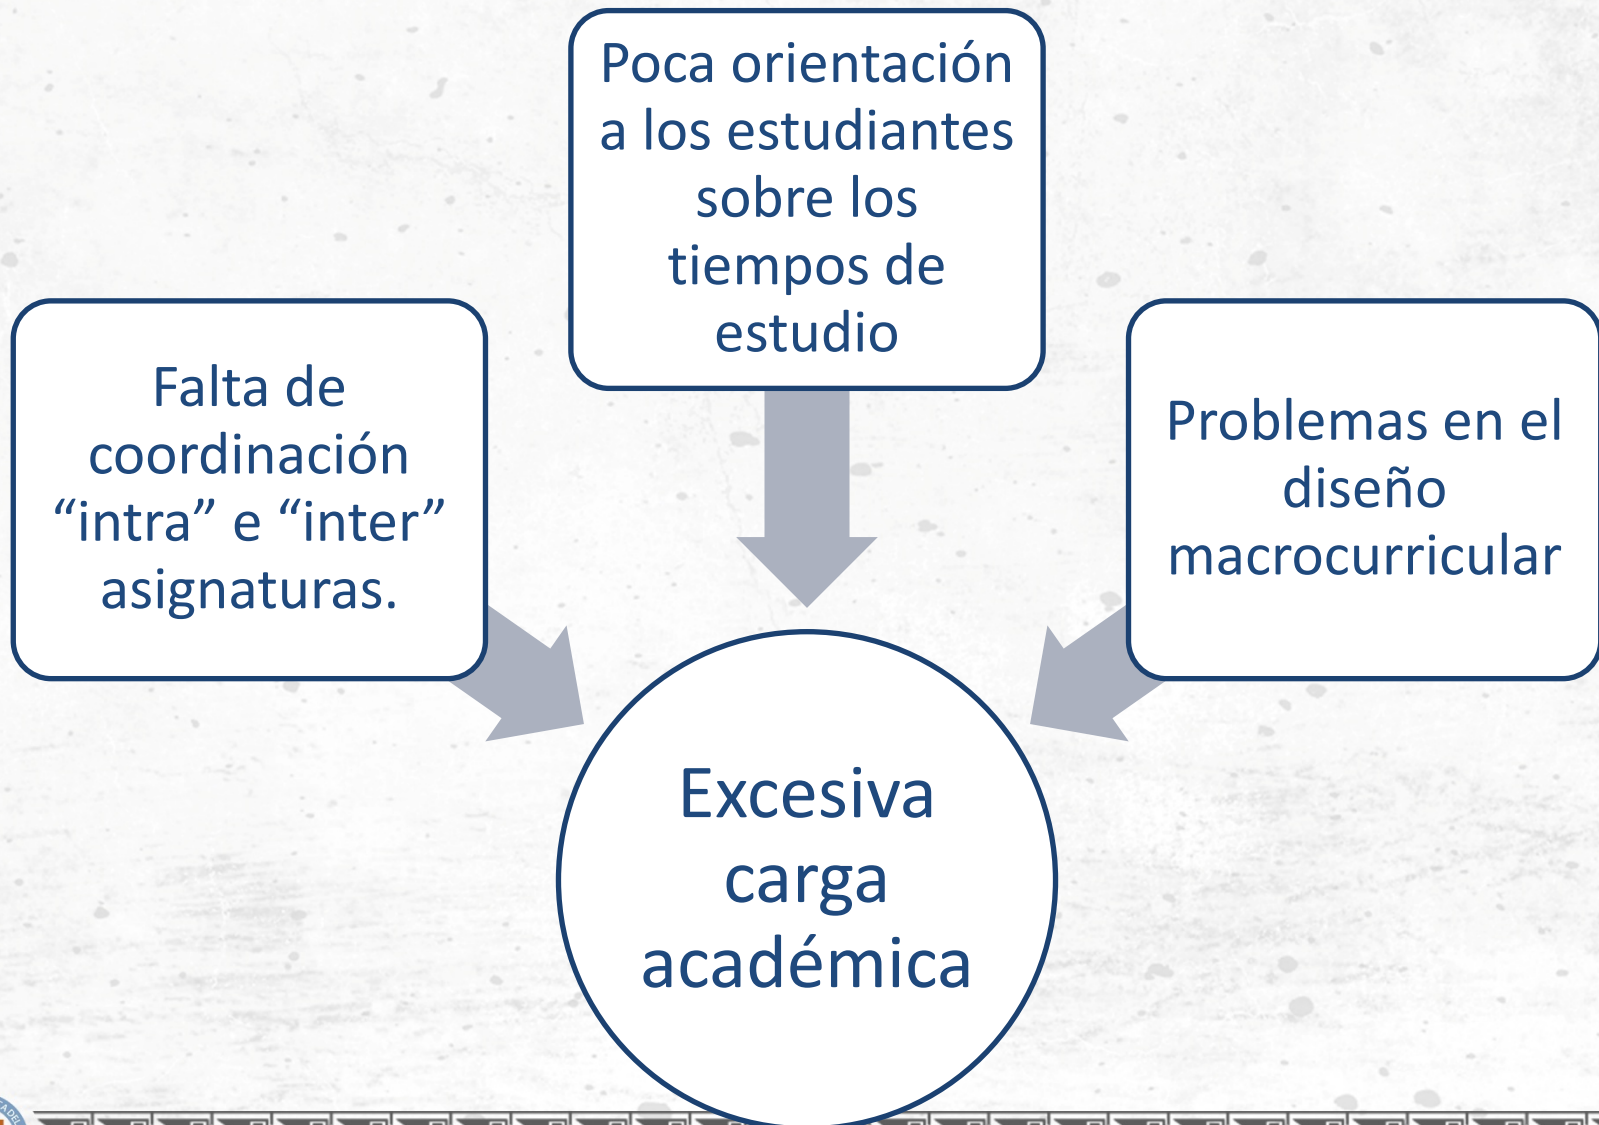 Poca orientación
a los estudiantes
sobre los
tiempos de
estudio
Falta de
coordinación
“intra” e “inter”
asignaturas.
Problemas en el
diseño
macrocurricular
Excesiva
carga
académica